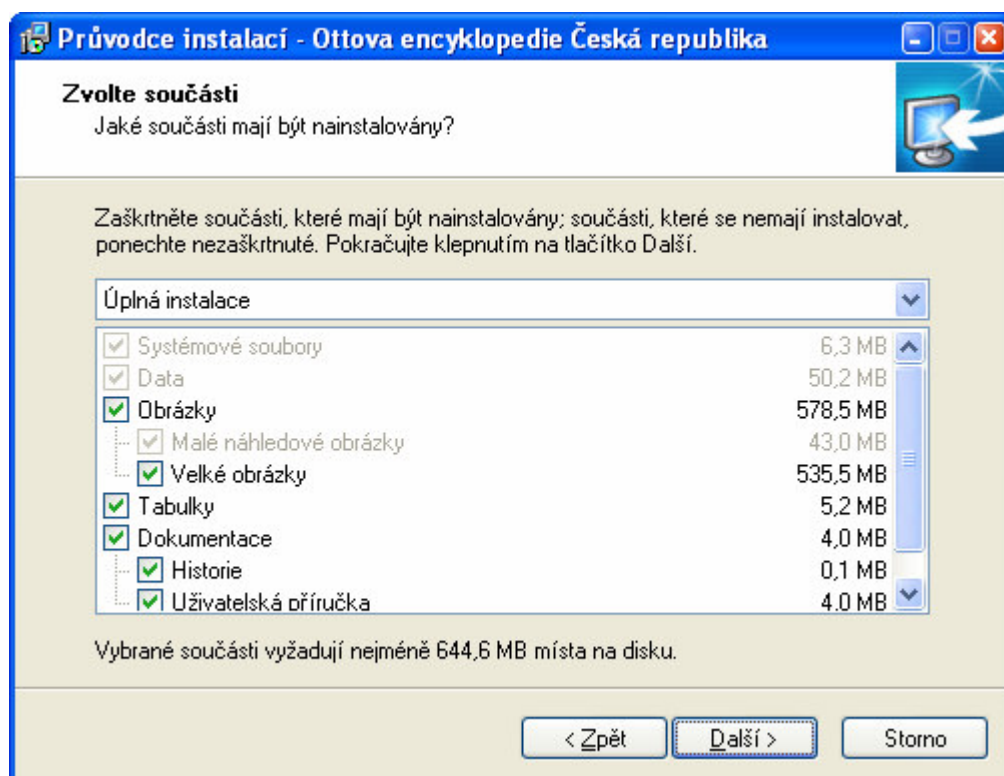 Průvodce instalací - Ottova encyklopedie Česká republika
Zvolte součásti
Jaké součásti mají být nainstalovány?
Zaškrtněte součásti, které mají být nainstalovány; součásti, které se nemají instalovat,
ponechte nezaškrtnuté. Pokračujte klepnutím na tlačítko Další.
Úplná instalace
Systémové soubory 6,3 MB
Data 50,2 MB
Obrázky 578,5 MB
Malé náhledové obrázky 43,0 MB
Velké obrázky 535,5 MB
Tabulky 5,2 MB
Dokumentace 4,0 MB
Historie 0,1 MB
Uživatelská příručka 4,0 MB
Vybrané součásti vyžadují nejméně 644,6 MB místa na disku.
< Zpět Další > Storno